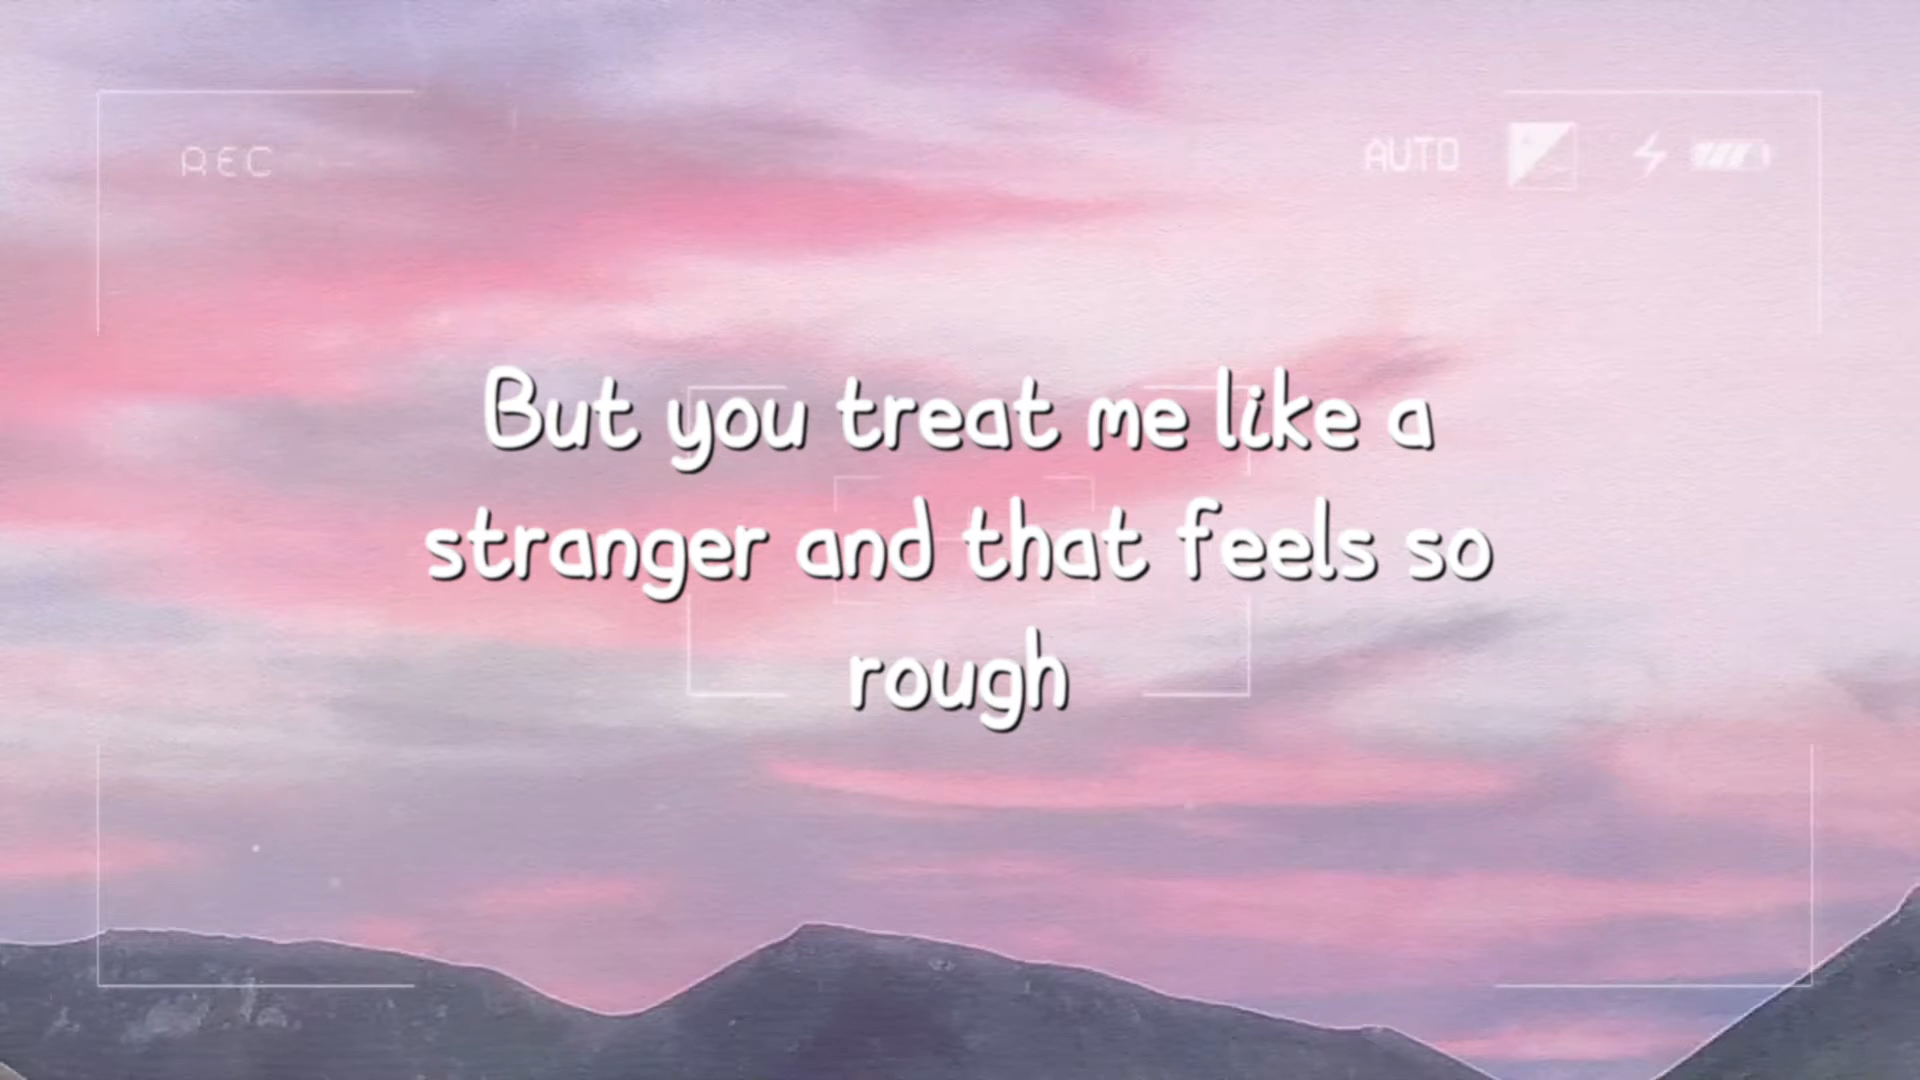 REC
AUTO
But you treat me like a
stranger and that feels so
rough